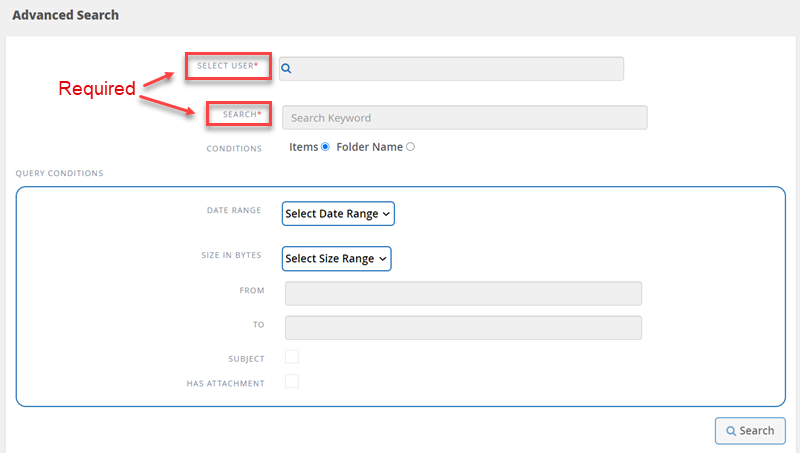 Advanced Search
SELECT USER*
Required
SEARCH* Search Keyword
CONDITIONS Items Folder Name
QUERY CONDITIONS
DATE RANGE Select Date Range
SIZE IN BYTES Select Size Range
FROM
TO
SUBJECT
HAS ATTACHMENT
Search